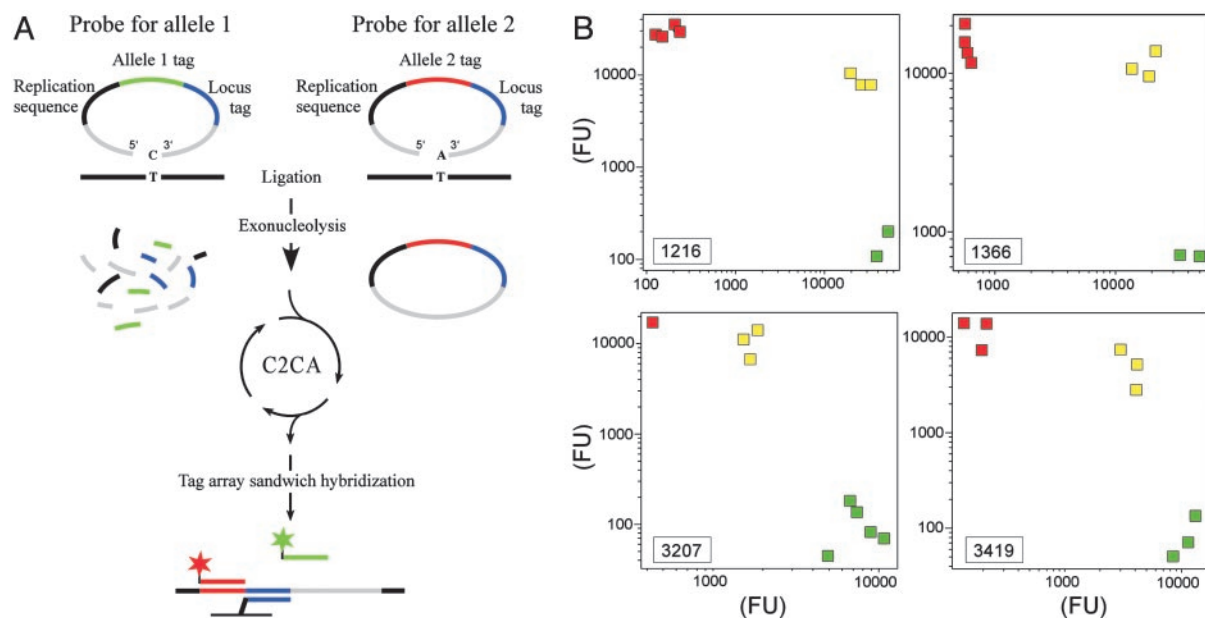 A
Probe for allele 1
Probe for allele 2
Allele 1 tag
Allele 2 tag
Replication
sequence
Locus
tag
Replication
sequence
Locus
tag
5' 3'
C
T
5' 3'
A
T
Ligation
Exonucleolysis
C2CA
Tag array sandwich hybridization
B
(FU)
10000
1000
100
1216
100 1000 10000
10000
1000
1366
1000 10000
(FU)
10000
1000
100
3207
1000 10000
(FU)
10000
1000
100
3419
100 1000 10000
(FU)